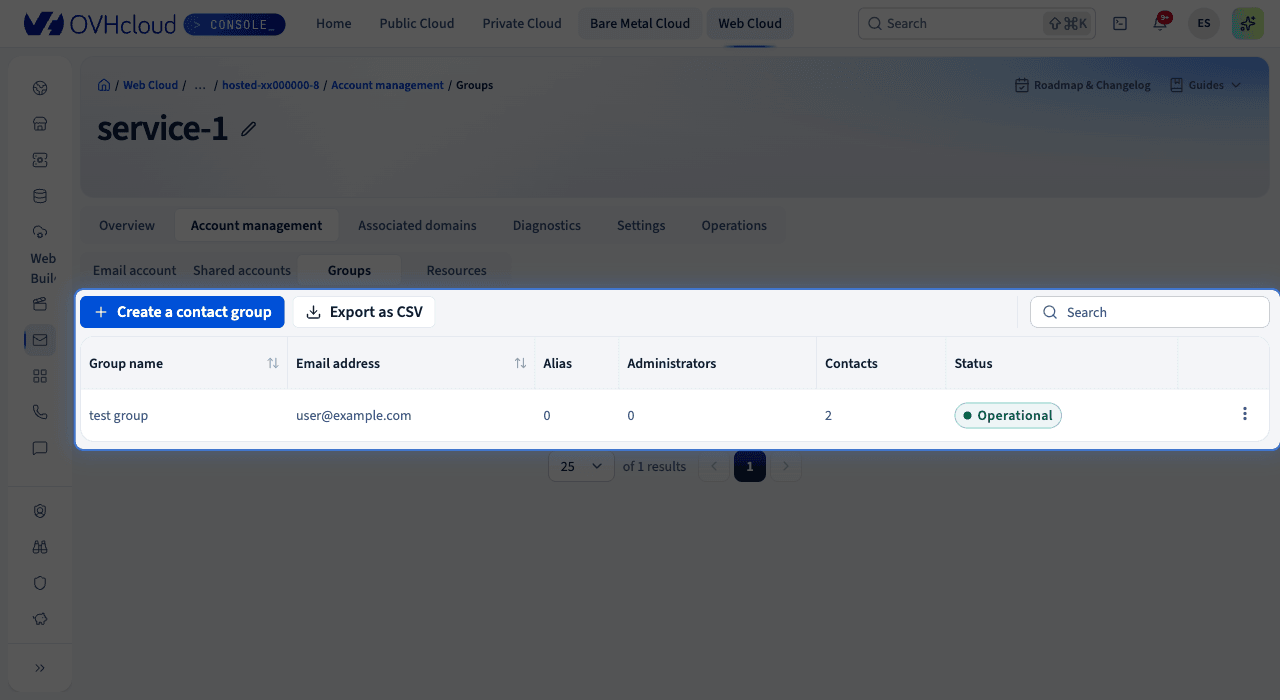 OVHcloud > CONSOLE_ Home Public Cloud Private Cloud Bare Metal Cloud Web Cloud Search ⇧⌘K 9+ ES
/ Web Cloud / ... / hosted-xx000000-8 / Account management / Groups Roadmap & Changelog Guides
service-1
Overview Account management Associated domains Diagnostics Settings Operations
Web
Buil
Email account Shared accounts Groups Resources
+ Create a contact group Export as CSV Search
Group name Email address Alias Administrators Contacts Status
test group user@example.com 0 0 2 Operational
25 of 1 results 1